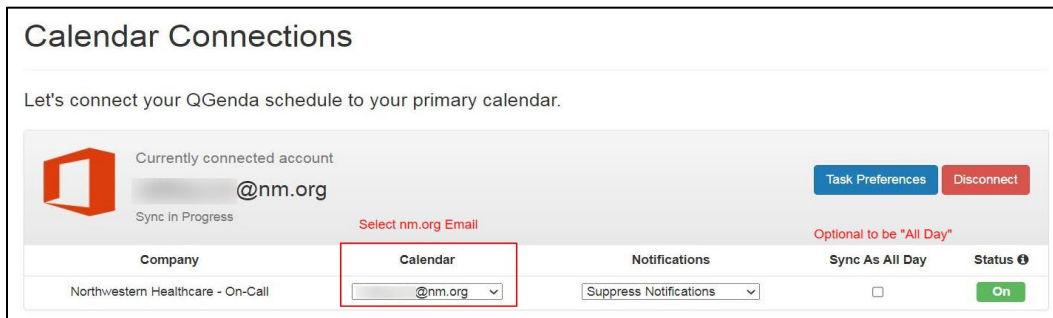 Calendar Connections
Let's connect your QGenda schedule to your primary calendar.
Currently connected account
@nm.org
Task Preferences Disconnect
Sync in Progress
Select nm.org Email
Optional to be "All Day"
Company Calendar Notifications Sync As All Day Status
Northwestern Healthcare - On-Call @nm.org Suppress Notifications On